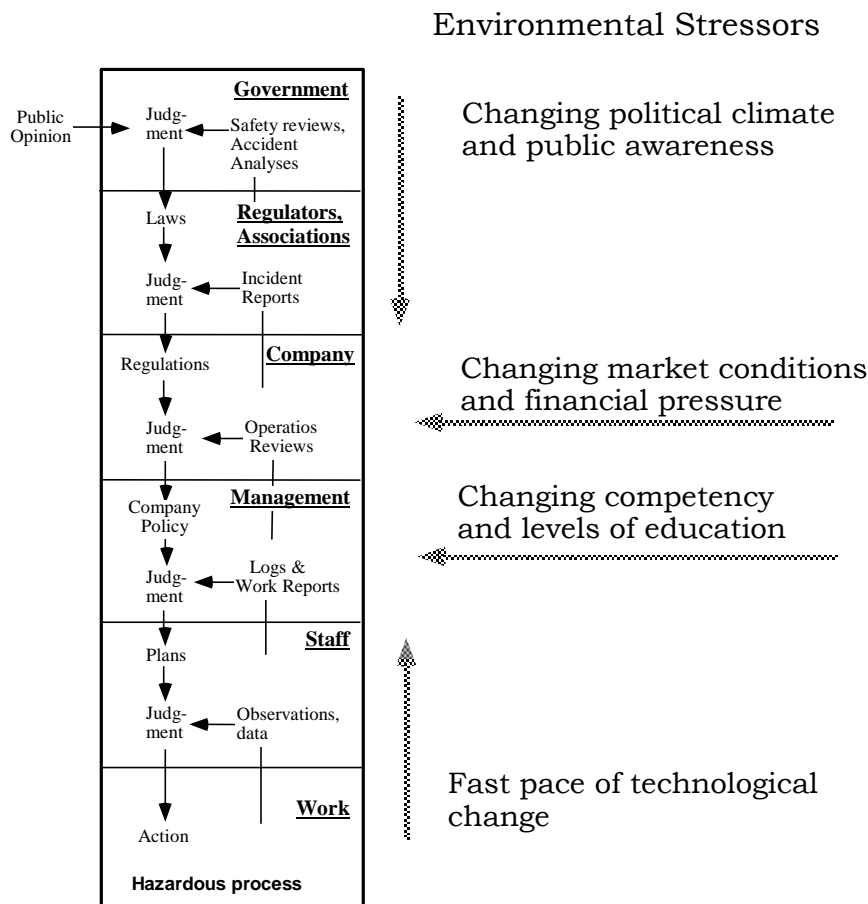 Environmental Stressors
Government
Public
Opinion
Judg-
ment
Safety reviews,
Accident
Analyses
Changing political climate
and public awareness
Laws
Regulators,
Associations
Judg-
ment
Incident
Reports
Company
Regulations
Changing market conditions
and financial pressure
Judg-
ment
Operatios
Reviews
Management
Company
Policy
Changing competency
and levels of education
Judg-
ment
Logs &
Work Reports
Staff
Plans
Judg-
ment
Observations,
data
Work
Fast pace of technological
change
Action
Hazardous process